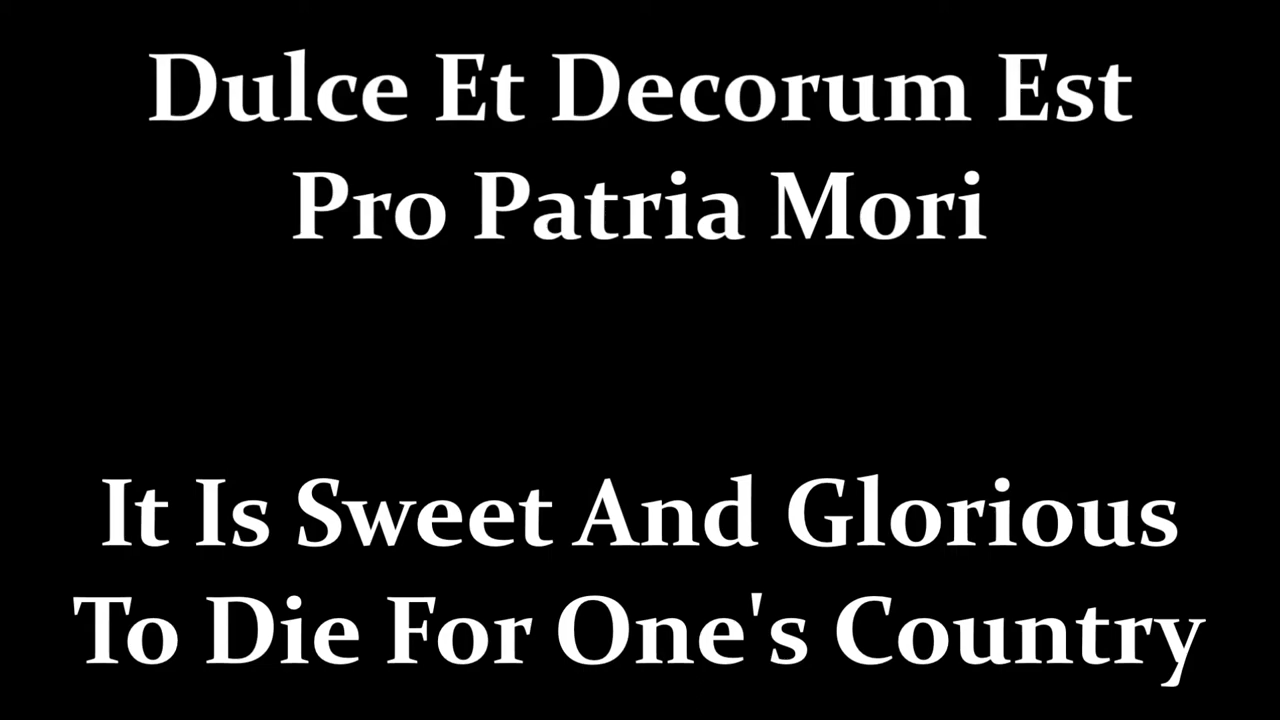 Dulce Et Decorum Est
Pro Patria Mori
It Is Sweet And Glorious
To Die For One's Country